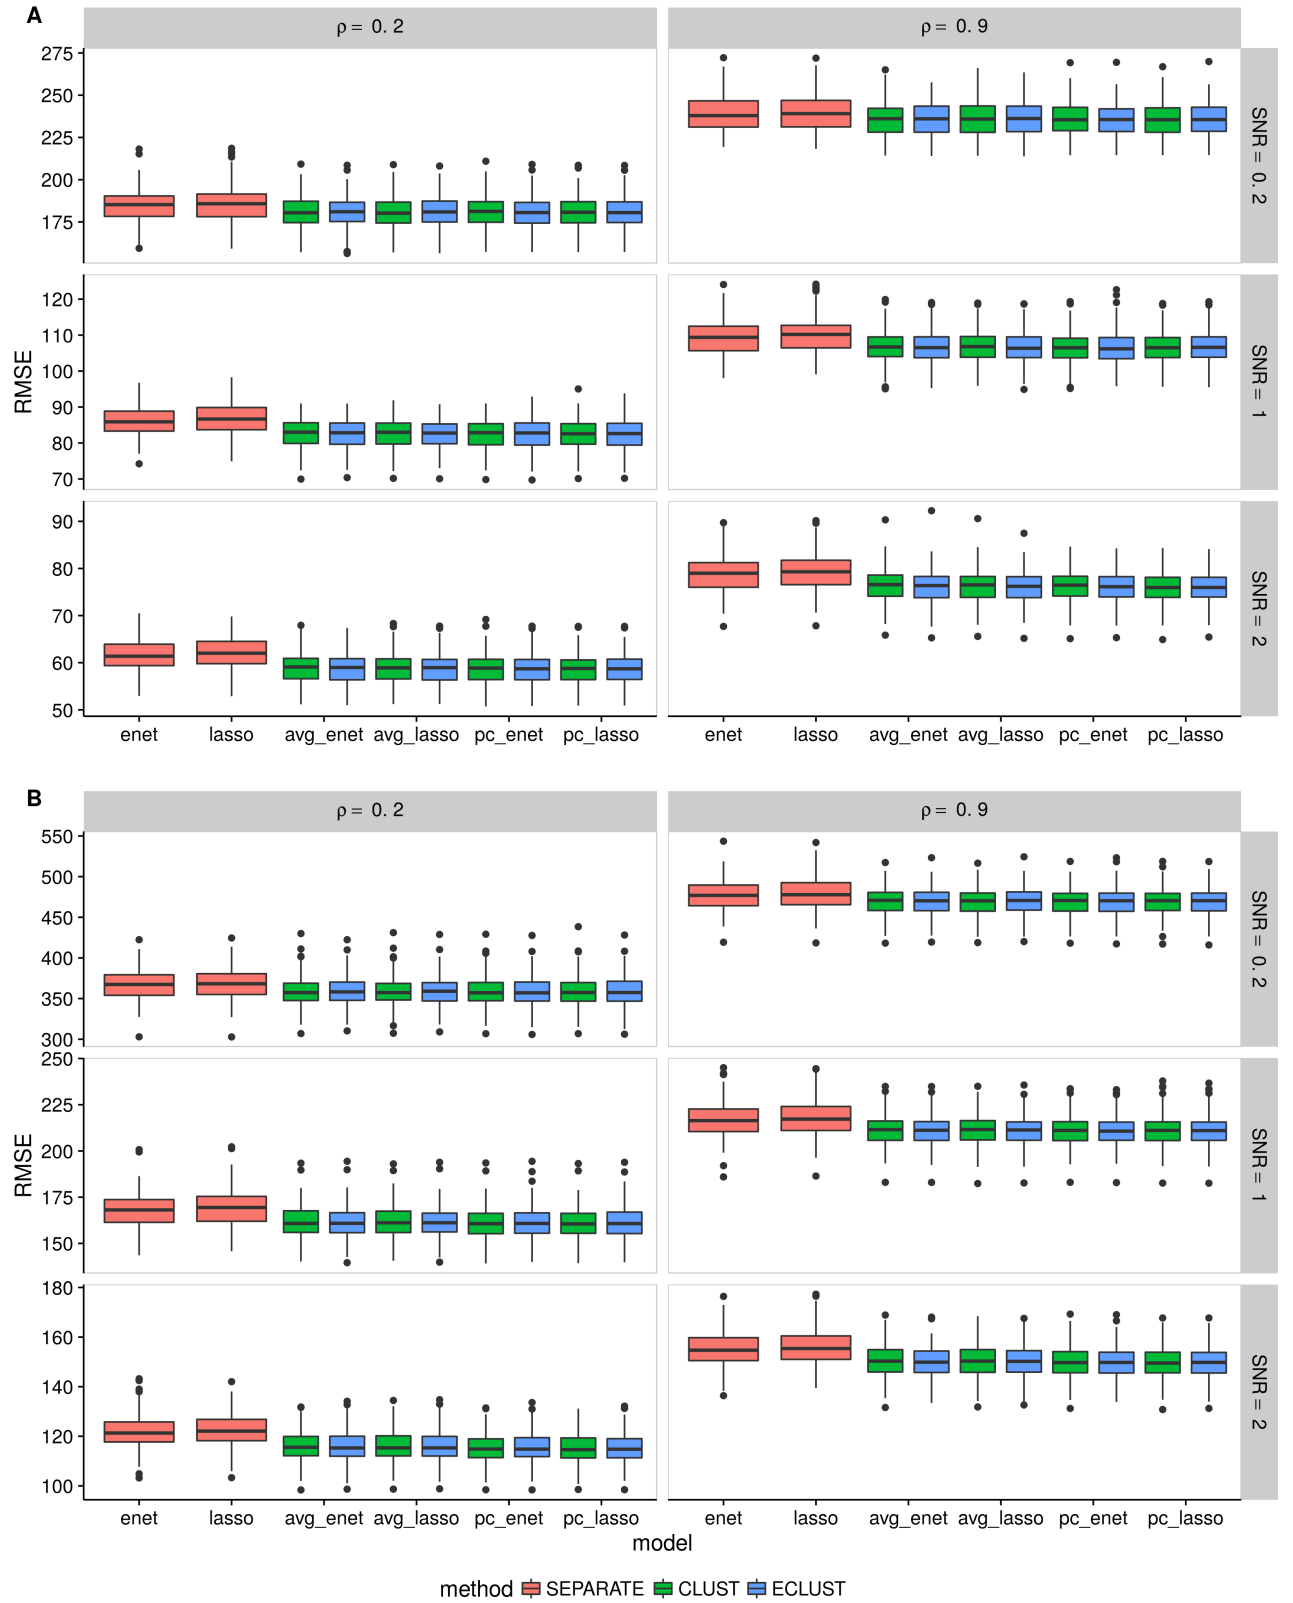 A
ρ = 0. 2
ρ = 0. 9
275
250
225
200
175
SNR = 0. 2
RMSE
120
110
100
90
80
70
SNR = 1
90
80
70
60
50
SNR = 2
enet lasso avg_enet avg_lasso pc_enet pc_lasso
enet lasso avg_enet avg_lasso pc_enet pc_lasso
B
ρ = 0. 2
ρ = 0. 9
550
500
450
400
350
300
SNR = 0. 2
RMSE
250
225
200
175
150
SNR = 1
180
160
140
120
100
SNR = 2
enet lasso avg_enet avg_lasso pc_enet pc_lasso
enet lasso avg_enet avg_lasso pc_enet pc_lasso
model
method SEPARATE CLUST ECLUST